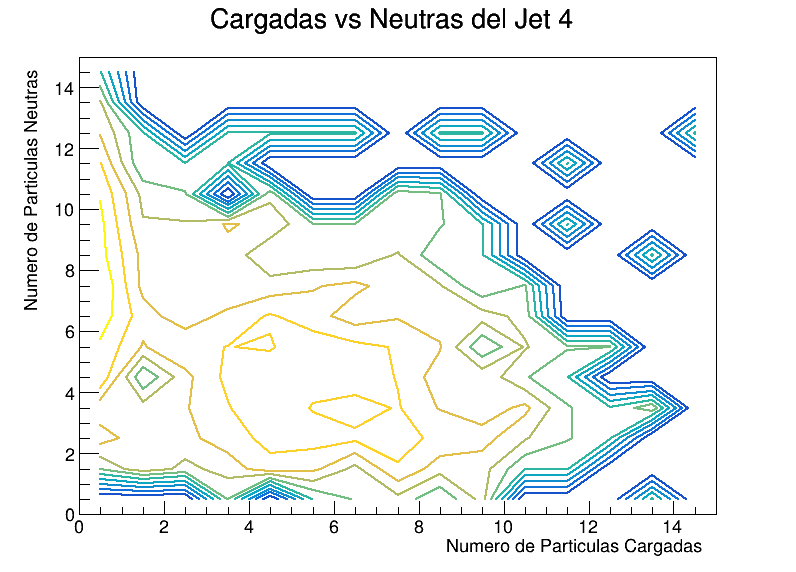 Cargadas vs Neutras del Jet 4
Numero de Particulas Neutras
14
12
10
8
6
4
2
0
0 2 4 6 8 10 12 14
Numero de Particulas Cargadas